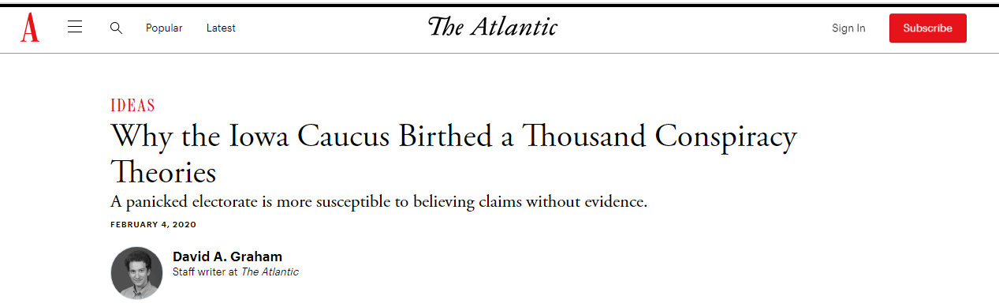 A
Popular
Latest
The Atlantic
Sign In
Subscribe
IDEAS
Why the Iowa Caucus Birthed a Thousand Conspiracy
Theories
A panicked electorate is more susceptible to believing claims without evidence.
FEBRUARY 4, 2020
David A. Graham
Staff writer at The Atlantic